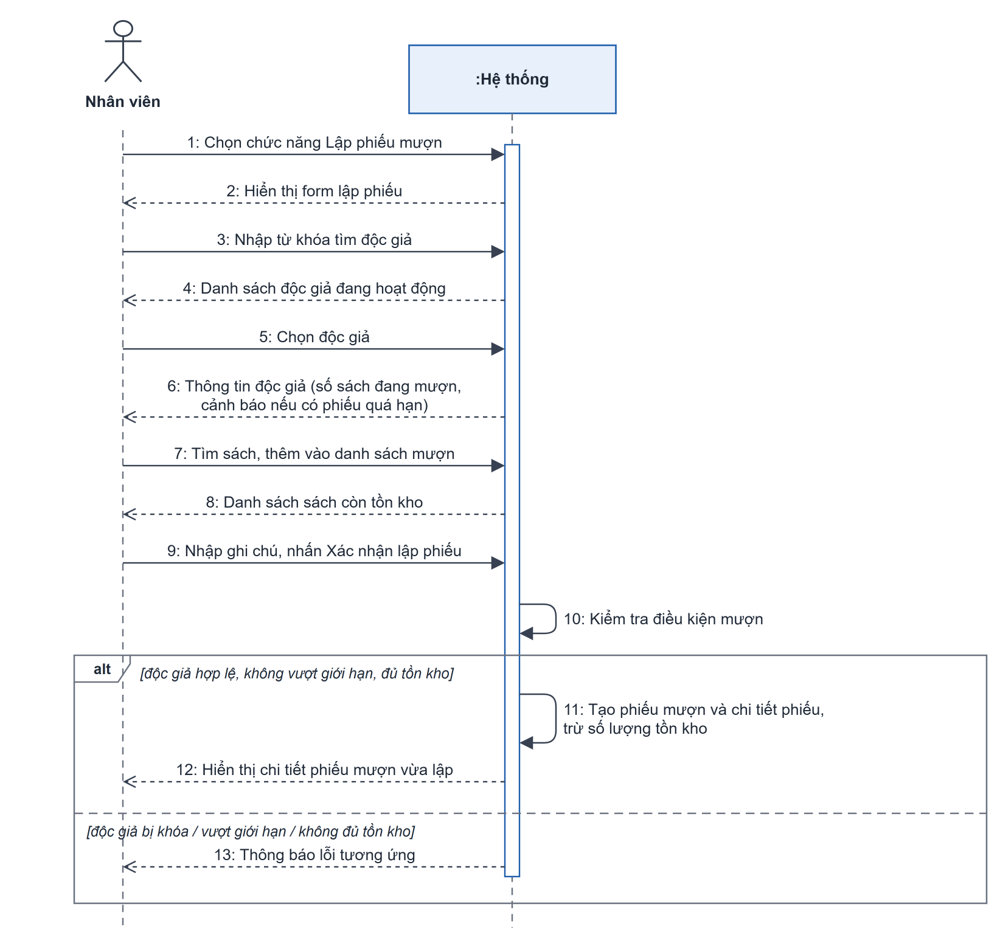 Nhân viên
:Hệ thống
1: Chọn chức năng Lập phiếu mượn
2: Hiển thị form lập phiếu
3: Nhập từ khóa tìm độc giả
4: Danh sách độc giả đang hoạt động
5: Chọn độc giả
6: Thông tin độc giả (số sách đang mượn,
cảnh báo nếu có phiếu quá hạn)
7: Tìm sách, thêm vào danh sách mượn
8: Danh sách sách còn tồn kho
9: Nhập ghi chú, nhấn Xác nhận lập phiếu
10: Kiểm tra điều kiện mượn
alt
[độc giả hợp lệ, không vượt giới hạn, đủ tồn kho]
11: Tạo phiếu mượn và chi tiết phiếu,
trừ số lượng tồn kho
12: Hiển thị chi tiết phiếu mượn vừa lập
[độc giả bị khóa / vượt giới hạn / không đủ tồn kho]
13: Thông báo lỗi tương ứng